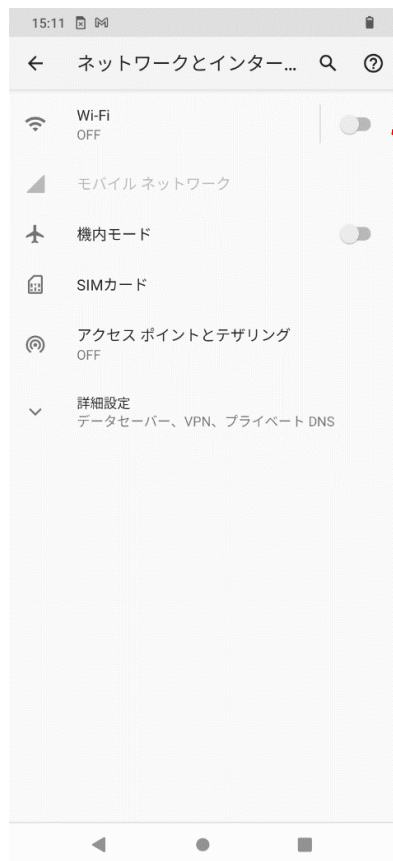 15:11
ネットワークとインター...
Wi-Fi
OFF
モバイル ネットワーク
機内モード
SIMカード
アクセス ポイントとテザリング
OFF
詳細設定
データセーバー、VPN、プライベート DNS